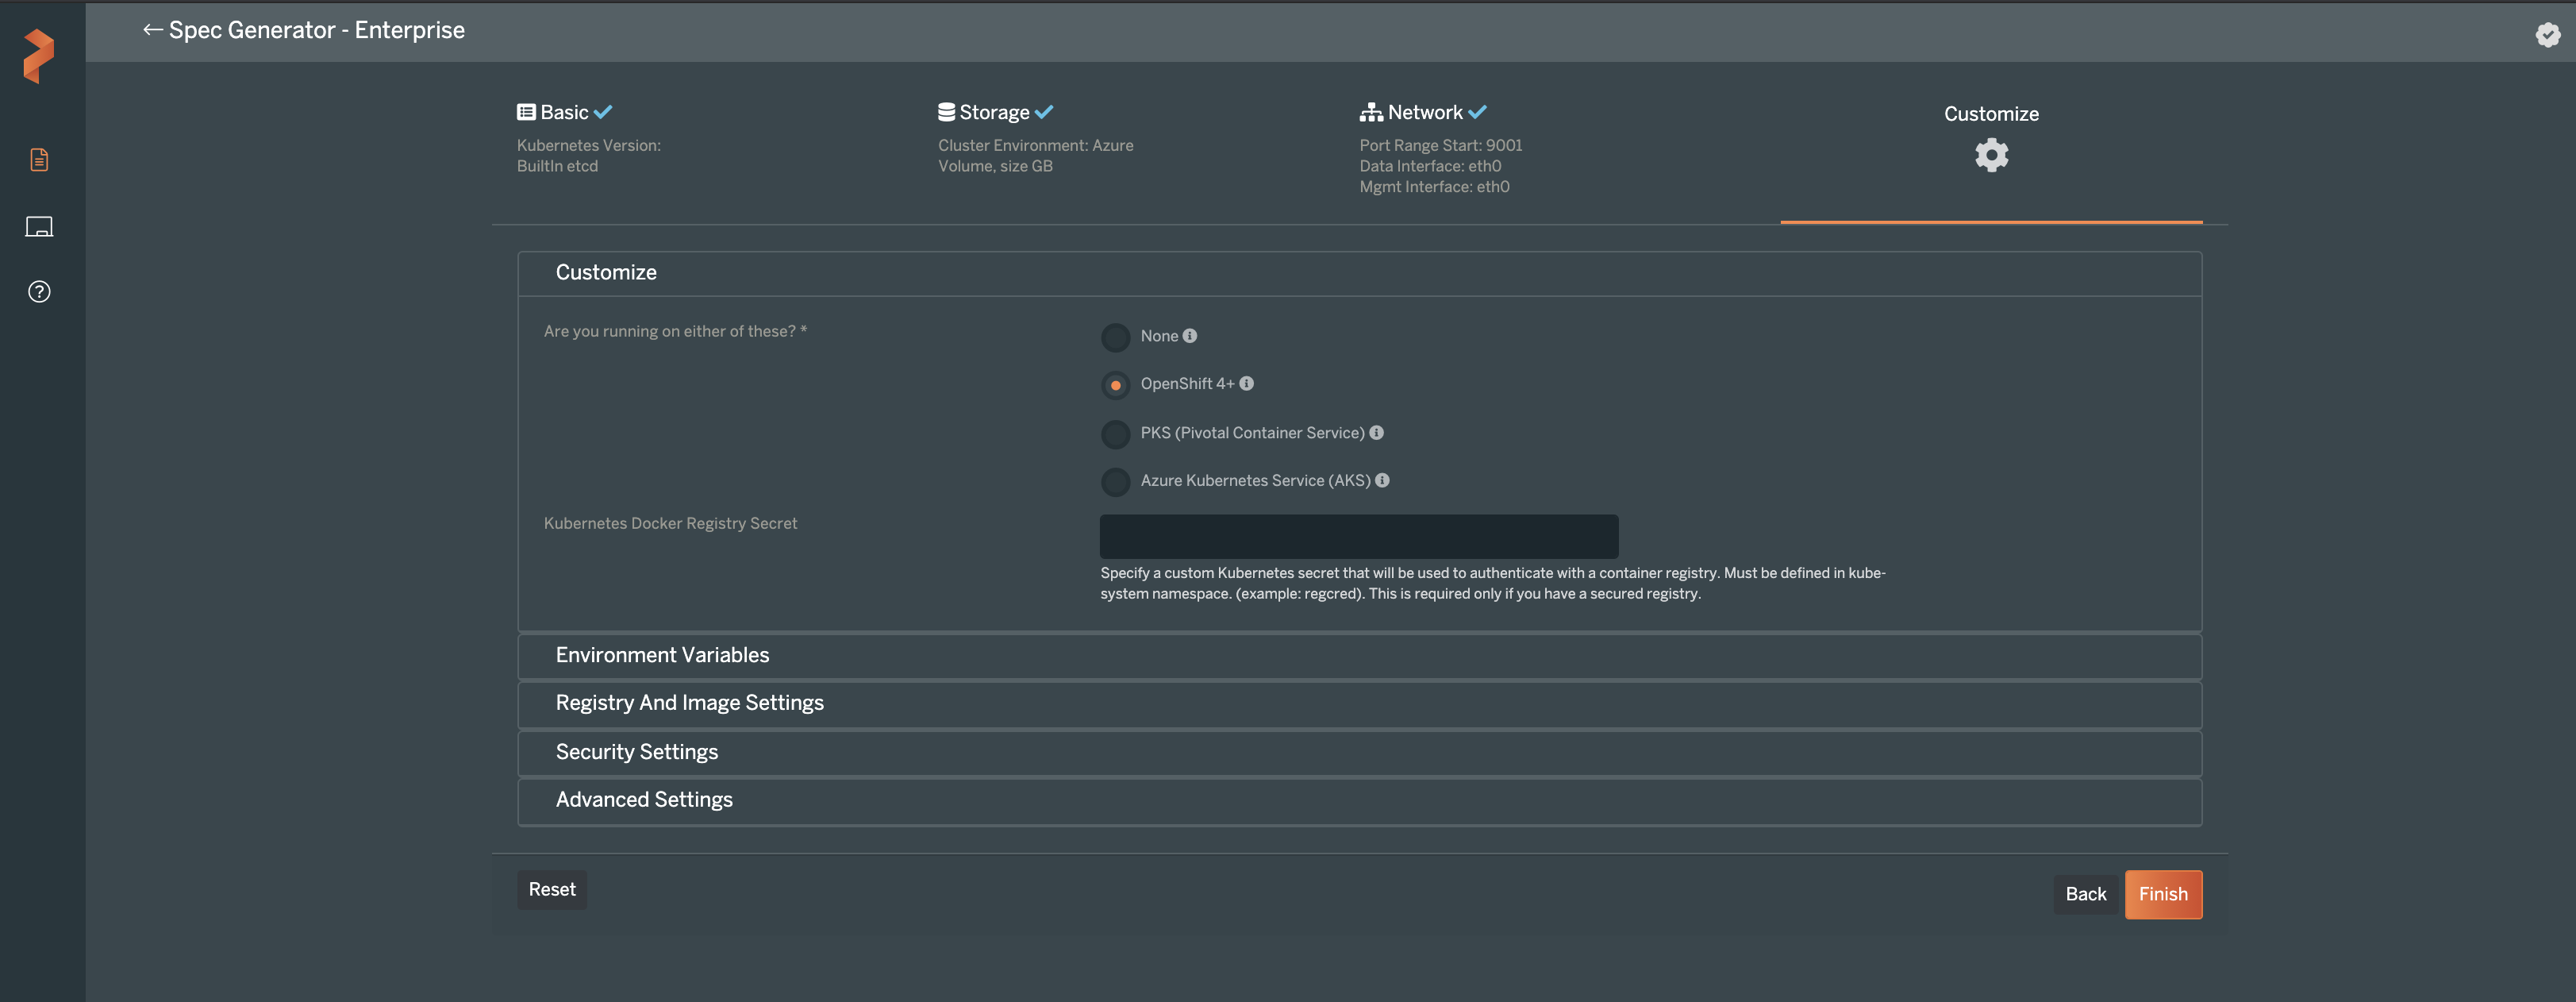 ← Spec Generator - Enterprise
Basic
Kubernetes Version:
BuiltIn etcd
Storage
Cluster Environment: Azure
Volume, size GB
Network
Port Range Start: 9001
Data Interface: eth0
Mgmt Interface: eth0
Customize
Customize
Are you running on either of these? *
None
OpenShift 4+
PKS (Pivotal Container Service)
Azure Kubernetes Service (AKS)
Kubernetes Docker Registry Secret
Specify a custom Kubernetes secret that will be used to authenticate with a container registry. Must be defined in kube-
system namespace. (example: regcred). This is required only if you have a secured registry.
Environment Variables
Registry And Image Settings
Security Settings
Advanced Settings
Reset
Back
Finish